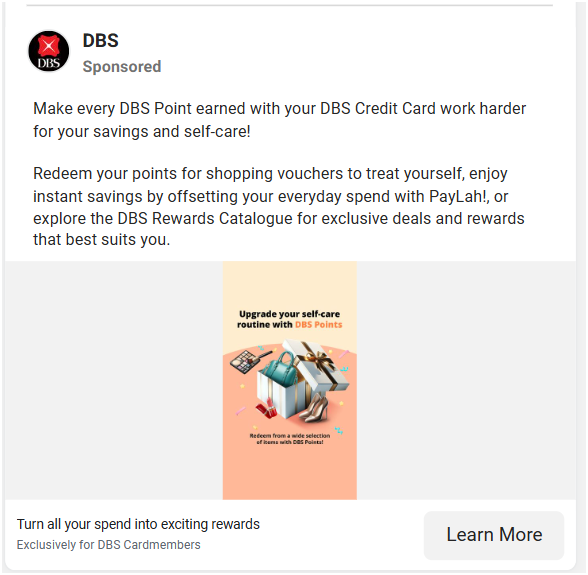 DBS
DBS
Sponsored
Make every DBS Point earned with your DBS Credit Card work harder
for your savings and self-care!
Redeem your points for shopping vouchers to treat yourself, enjoy
instant savings by offsetting your everyday spend with PayLah!, or
explore the DBS Rewards Catalogue for exclusive deals and rewards
that best suits you.
Upgrade your self-care
routine with DBS Points
Redeem from a wide selection
of items with DBS Points!
Turn all your spend into exciting rewards
Exclusively for DBS Cardmembers
Learn More